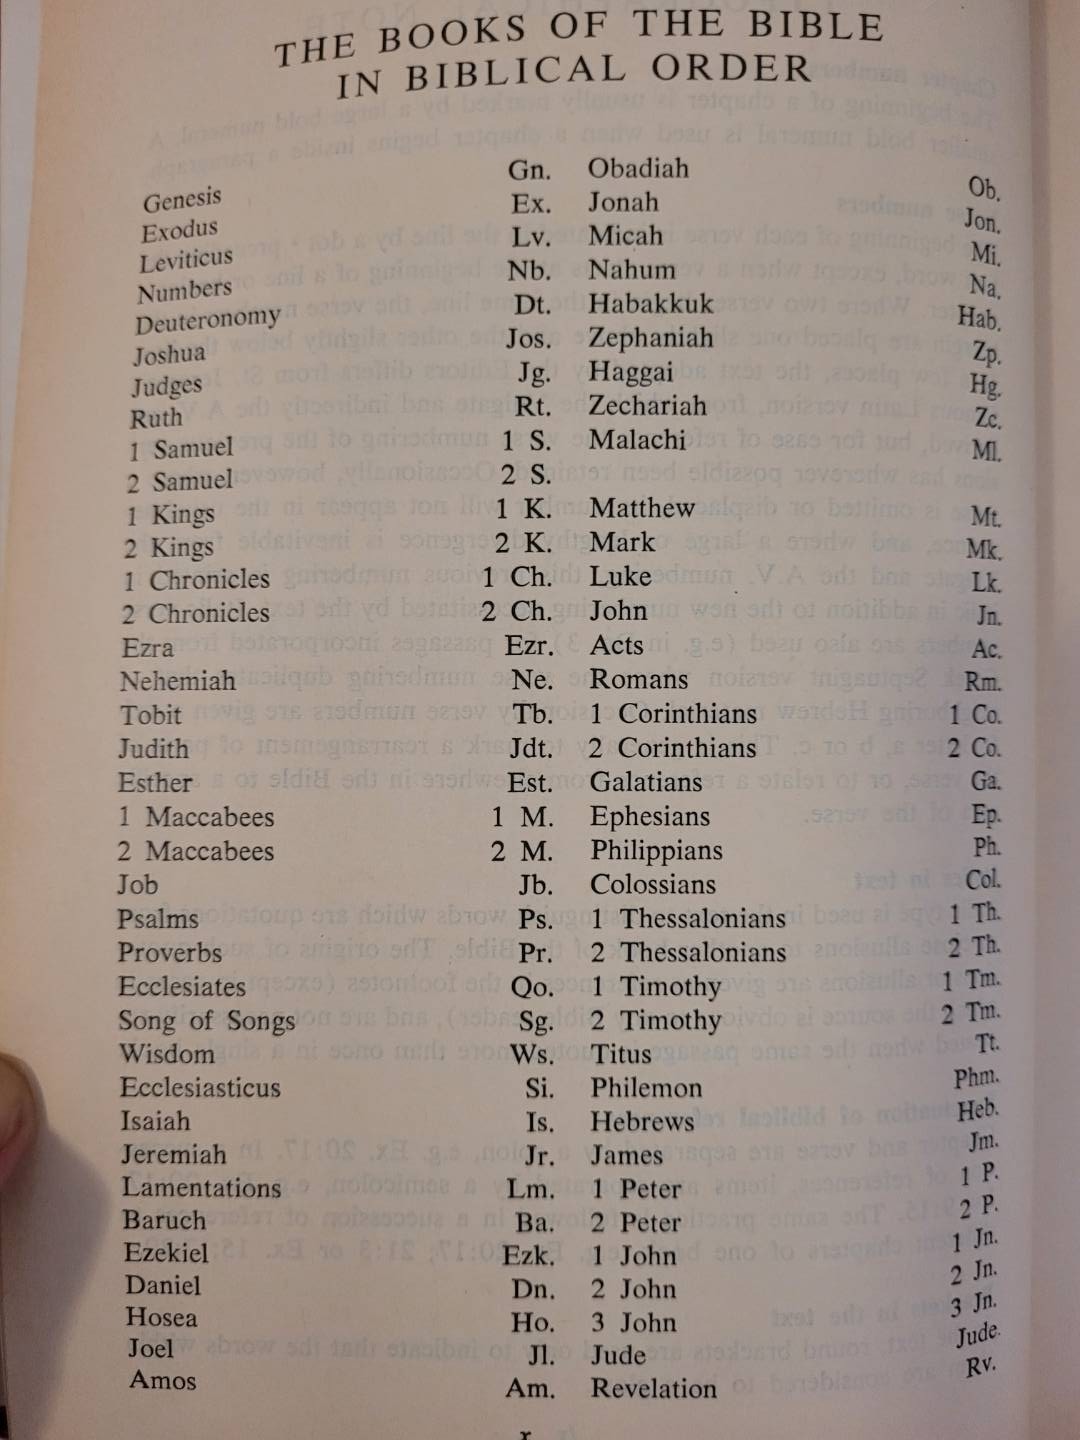 THE BOOKS OF THE BIBLE
IN BIBLICAL ORDER
Genesis Gn.
Exodus Ex.
Leviticus Lv.
Numbers Nb.
Deuteronomy Dt.
Joshua Jos.
Judges Jg.
Ruth Rt.
1 Samuel 1 S.
2 Samuel 2 S.
1 Kings 1 K.
2 Kings 2 K.
1 Chronicles 1 Ch.
2 Chronicles 2 Ch.
Ezra Ezr.
Nehemiah Ne.
Tobit Tb.
Judith Jdt.
Esther Est.
1 Maccabees 1 M.
2 Maccabees 2 M.
Job Jb.
Psalms Ps.
Proverbs Pr.
Ecclesiates Qo.
Song of Songs Sg.
Wisdom Ws.
Ecclesiasticus Si.
Isaiah Is.
Jeremiah Jr.
Lamentations Lm.
Baruch Ba.
Ezekiel Ezk.
Daniel Dn.
Hosea Ho.
Joel Jl.
Amos Am.
Obadiah Ob.
Jonah Jon.
Micah Mi.
Nahum Na.
Habakkuk Hab.
Zephaniah Zp.
Haggai Hg.
Zechariah Zc.
Malachi Ml.
Matthew Mt.
Mark Mk.
Luke Lk.
John Jn.
Acts Ac.
Romans Rm.
1 Corinthians 1 Co.
2 Corinthians 2 Co.
Galatians Ga.
Ephesians Ep.
Philippians Ph.
Colossians Col.
1 Thessalonians 1 Th.
2 Thessalonians 2 Th.
1 Timothy 1 Tm.
2 Timothy 2 Tm.
Titus Tt.
Philemon Phm.
Hebrews Heb.
James Jm.
1 Peter 1 P.
2 Peter 2 P.
1 John 1 Jn.
2 John 2 Jn.
3 John 3 Jn.
Jude Jude.
Revelation Rv.